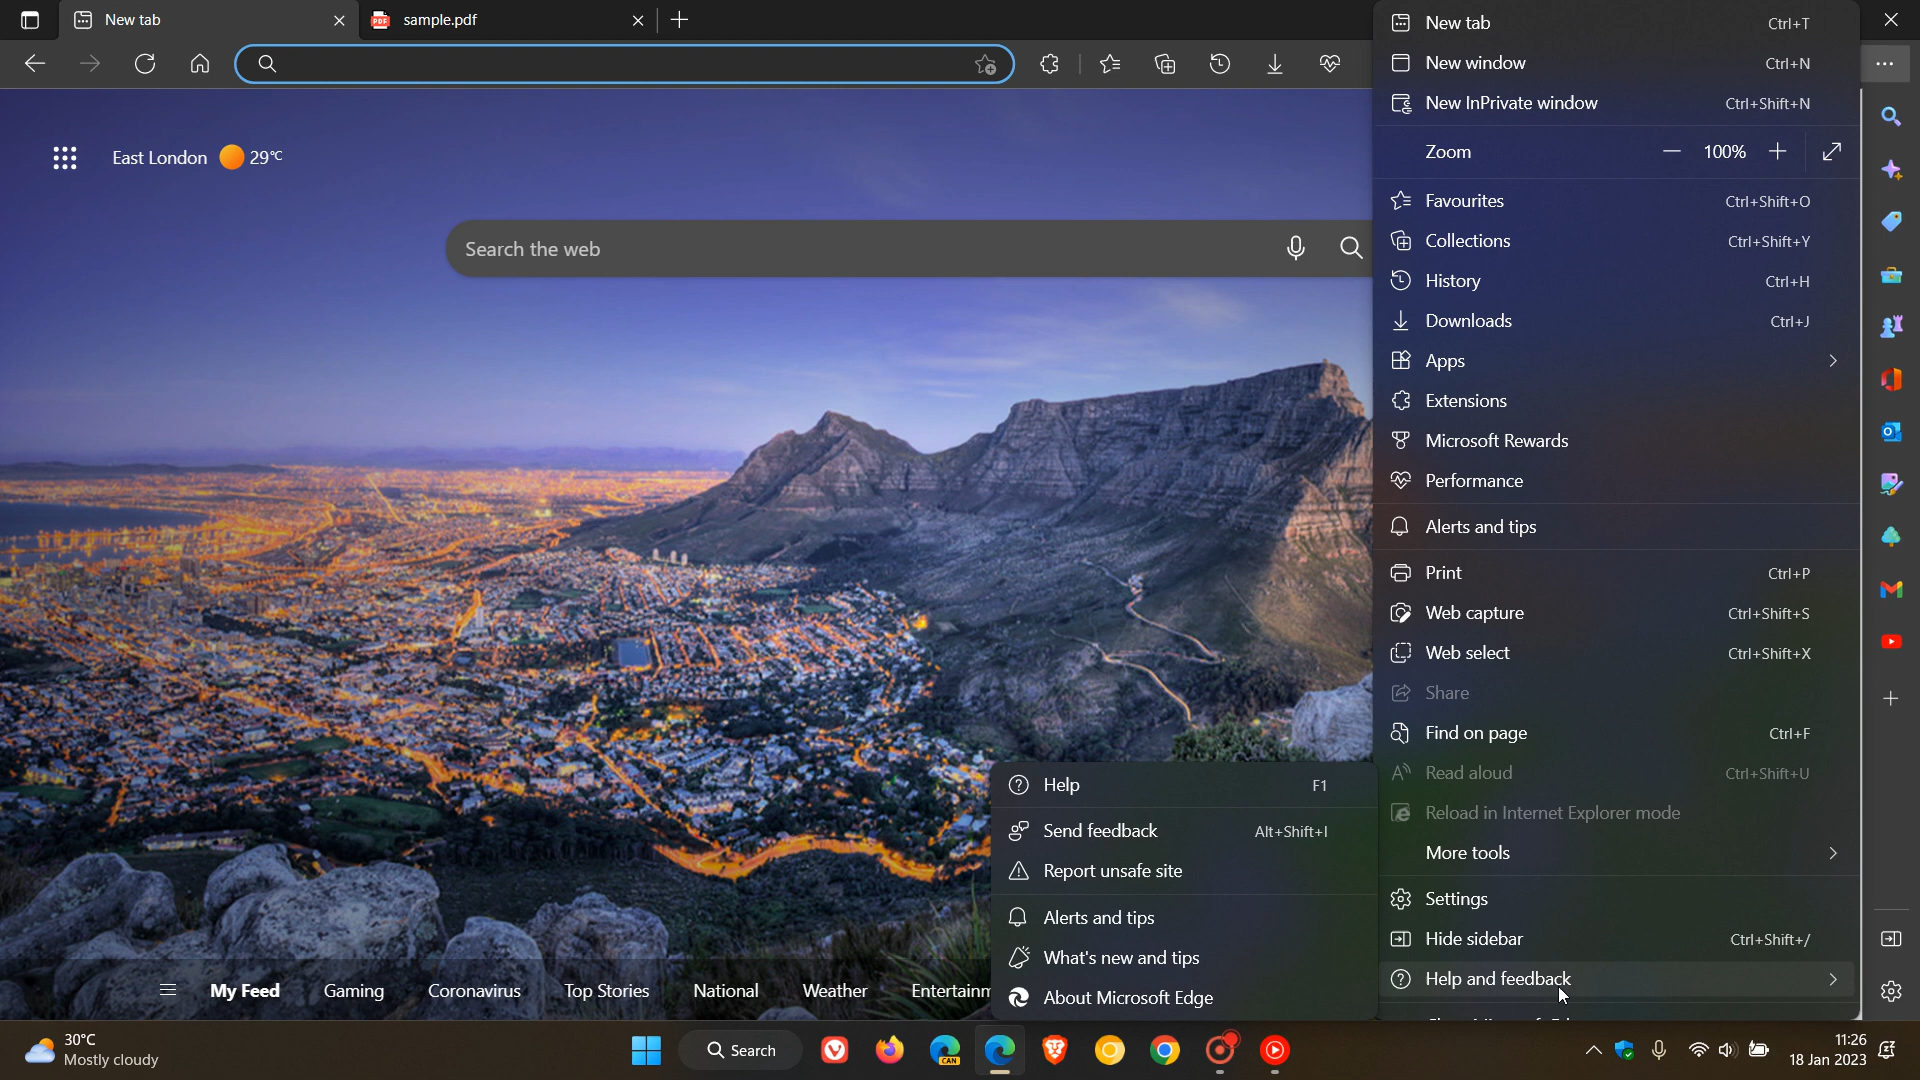 New tab
sample.pdf
East London 29°C
Search the web
New tab Ctrl+T
New window Ctrl+N
New InPrivate window Ctrl+Shift+N
Zoom 100%
Favourites Ctrl+Shift+O
Collections Ctrl+Shift+Y
History Ctrl+H
Downloads Ctrl+J
Apps
Extensions
Microsoft Rewards
Performance
Alerts and tips
Print Ctrl+P
Web capture Ctrl+Shift+S
Web select Ctrl+Shift+X
Share
Find on page Ctrl+F
Read aloud Ctrl+Shift+U
Reload in Internet Explorer mode
More tools
Settings
Hide sidebar Ctrl+Shift+/
Help and feedback
Help F1
Send feedback Alt+Shift+I
Report unsafe site
Alerts and tips
What's new and tips
About Microsoft Edge
My Feed Gaming Coronavirus Top Stories National Weather Entertainm
30°C
Mostly cloudy
Search
CAN
11:26
18 Jan 2023